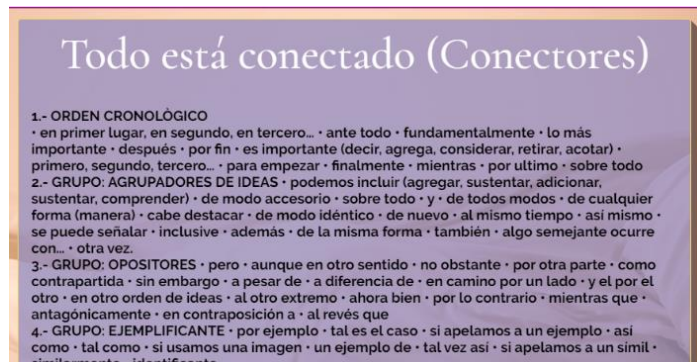 Todo está conectado (Conectores)
1.- ORDEN CRONOLÒGICO
• en primer lugar, en segundo, en tercero... • ante todo • fundamentalmente • lo más
importante • después • por fin • es importante (decir, agrega, considerar, retirar, acotar) •
primero, segundo, tercero... • para empezar • finalmente • mientras • por ultimo • sobre todo
2.- GRUPO: AGRUPADORES DE IDEAS • podemos incluir (agregar, sustentar, adicionar,
sustentar, comprender) • de modo accesorio • sobre todo • y • de todos modos • de cualquier
forma (manera) • cabe destacar • de modo idéntico • de nuevo • al mismo tiempo • así mismo •
se puede señalar • inclusive • además • de la misma forma • también • algo semejante ocurre
con... • otra vez.
3.- GRUPO: OPOSITORES • pero • aunque en otro sentido • no obstante • por otra parte • como
contrapartida • sin embargo • a pesar de • a diferencia de • en camino por un lado • y el por el
otro • en otro orden de ideas • al otro extremo • ahora bien • por lo contrario • mientras que •
antagónicamente • en contraposición a • al revés que
4.- GRUPO: EJEMPLIFICANTE • por ejemplo • tal es el caso • si apelamos a un ejemplo • así
como • tal como • si usamos una imagen • un ejemplo de • tal vez así • si apelamos a un símil •